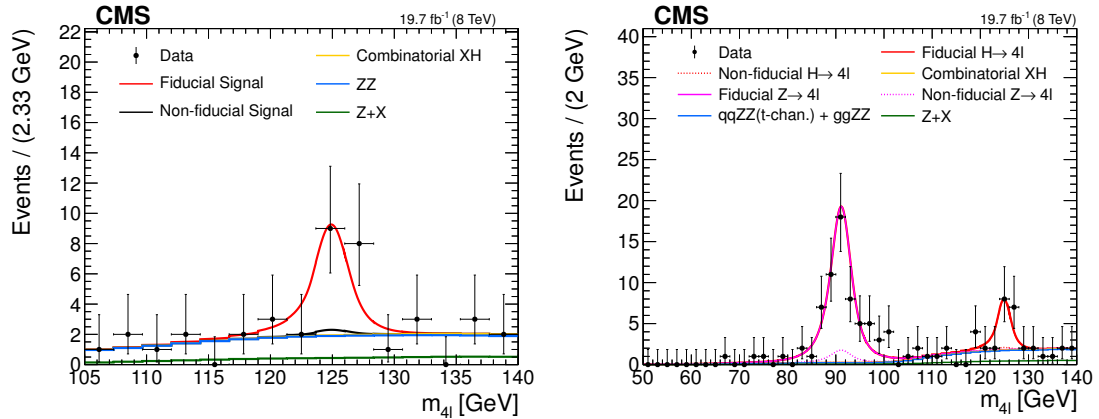 CMS 19.7 fb⁻¹ (8 TeV)
Events / (2.33 GeV)
22
20
18
16
14
12
10
8
6
4
2
0
Data
Fiducial Signal
Non-fiducial Signal
Combinatorial XH
ZZ
Z+X
105 110 115 120 125 130 135 140
m4l [GeV]
CMS 19.7 fb⁻¹ (8 TeV)
Events / (2 GeV)
40
35
30
25
20
15
10
5
0
Data
Fiducial H→ 4l
Non-fiducial H→ 4l
Combinatorial XH
Fiducial Z→ 4l
Non-fiducial Z→ 4l
qqZZ(t-chan.) + ggZZ
Z+X
50 60 70 80 90 100 110 120 130 140
m4l [GeV]